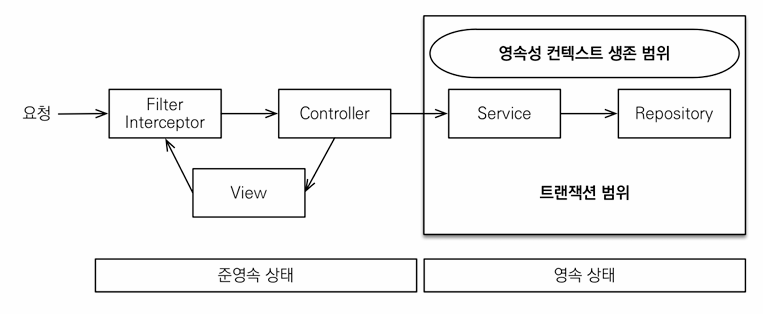 영속성 컨텍스트 생존 범위
요청
Filter
Interceptor
Controller
Service
Repository
View
트랜잭션 범위
준영속 상태
영속 상태